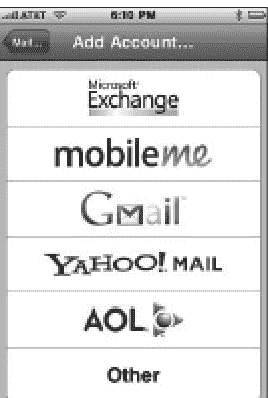 AT&T 6:10 PM
Mail... Add Account...
Microsoft
Exchange
mobileme
Gmail
YAHOO! MAIL
AOL
Other